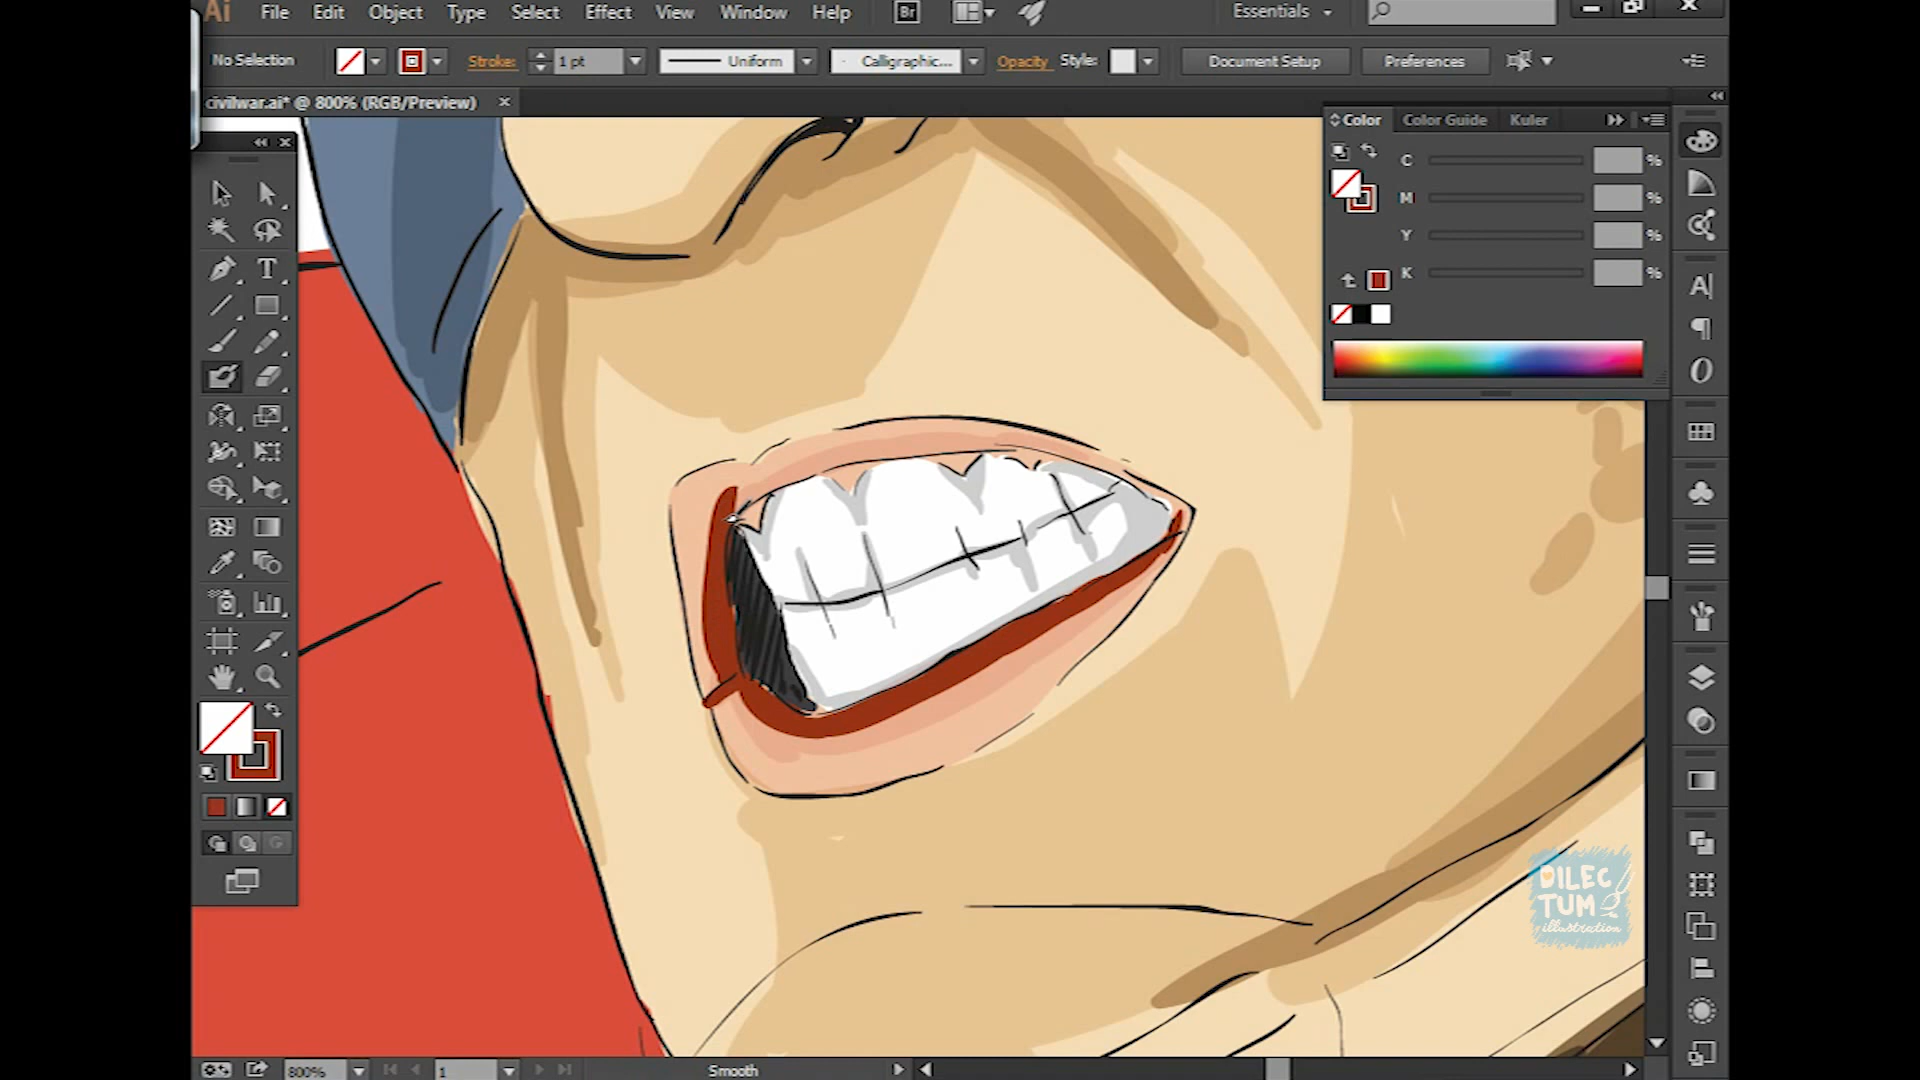 Ai File Edit Object Type Select Effect View Window Help Br Essentials
No Selection Stroke: 1 pt Uniform Calligraphic... Opacity Style: Document Setup Preferences
civilwar.ai* @ 800% (RGB/Preview)
Color Color Guide Kuler
C %
M %
Y %
K %
DILEC
TUM
illustration
800% 1 Smooth